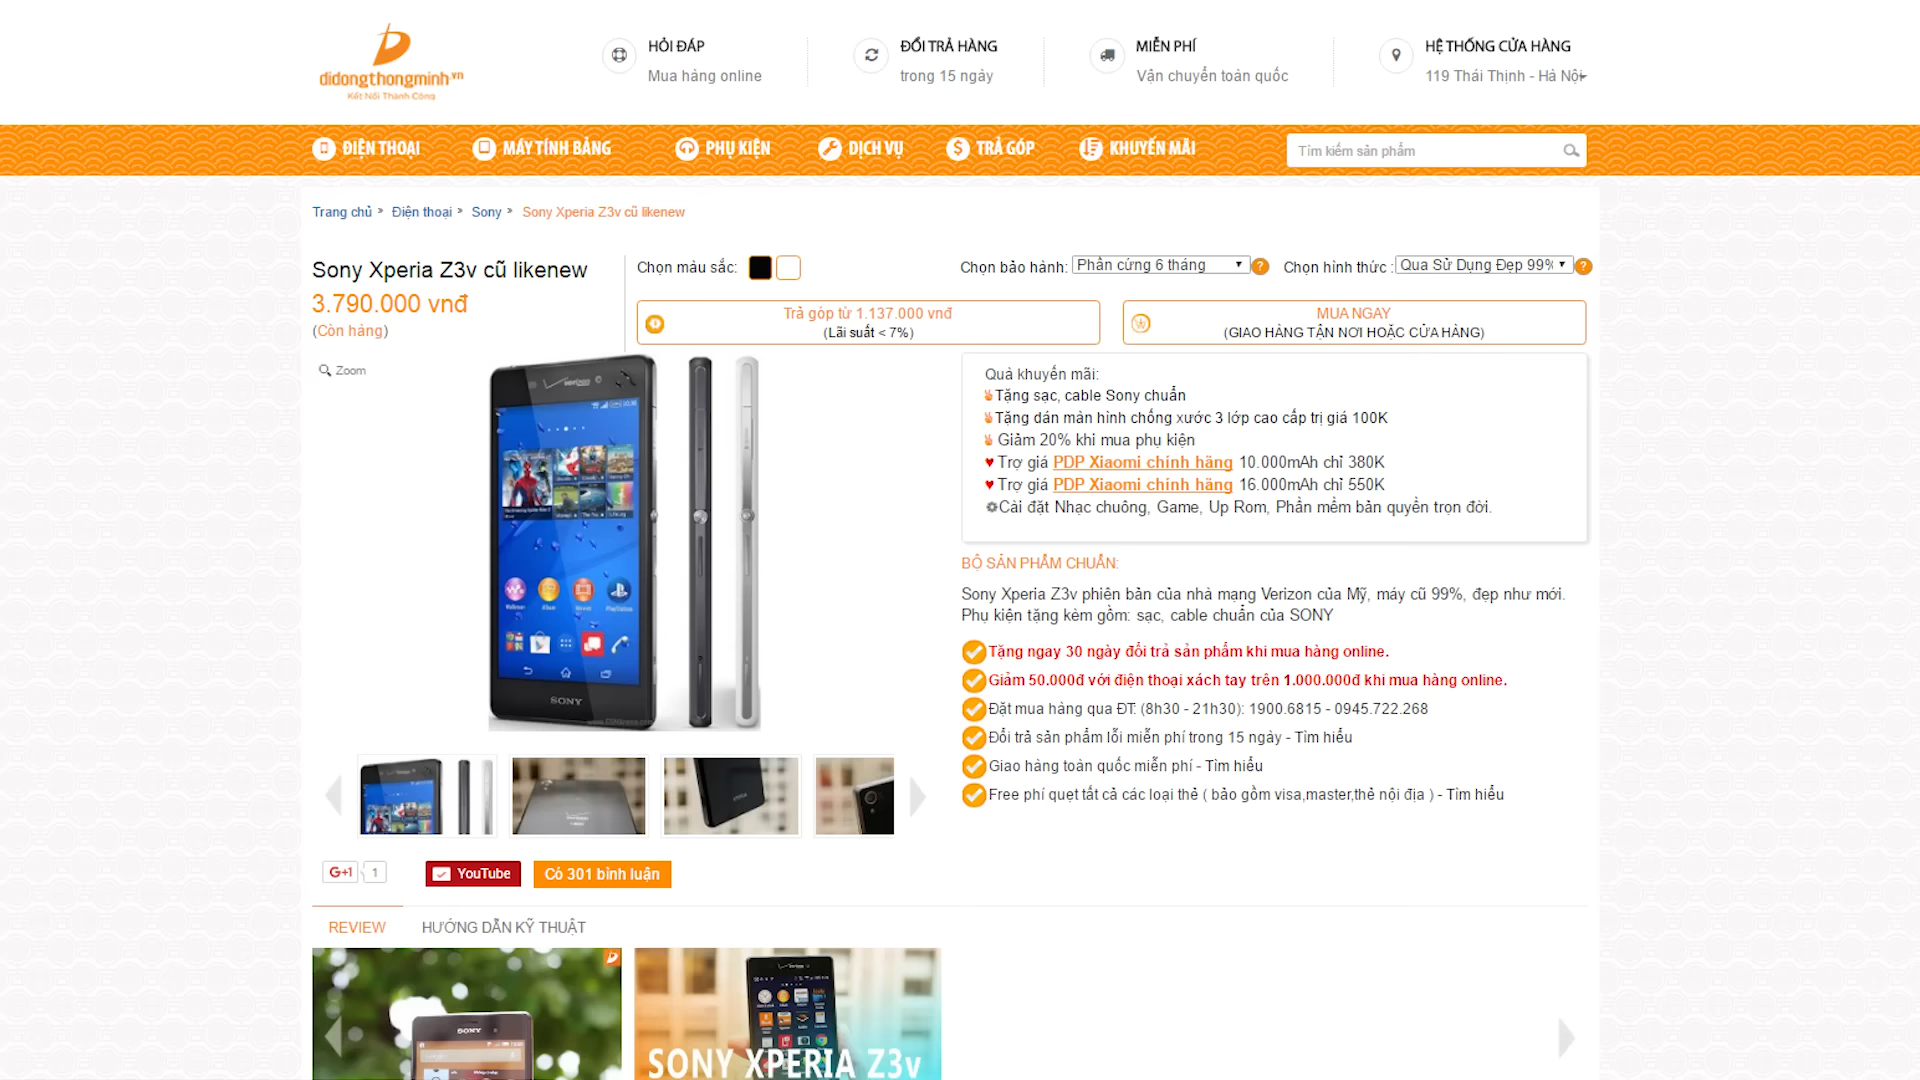 didongthongminh.vn
Kết Nối Thành Công
HỎI ĐÁP
Mua hàng online
ĐỔI TRẢ HÀNG
trong 15 ngày
MIỄN PHÍ
Vận chuyển toàn quốc
HỆ THỐNG CỬA HÀNG
119 Thái Thịnh - Hà Nội
ĐIỆN THOẠI
MÁY TÍNH BẢNG
PHỤ KIỆN
DỊCH VỤ
TRẢ GÓP
KHUYẾN MÃI
Tìm kiếm sản phẩm
Trang chủ » Điện thoại » Sony » Sony Xperia Z3v cũ likenew
Sony Xperia Z3v cũ likenew
3.790.000 vnđ
(Còn hàng)
Chọn màu sắc:
Chọn bảo hành: Phần cứng 6 tháng ?
Chọn hình thức : Qua Sử Dụng Đẹp 99% ?
Trả góp từ 1.137.000 vnđ
(Lãi suất < 7%)
MUA NGAY
(GIAO HÀNG TẬN NƠI HOẶC CỬA HÀNG)
Zoom
verizon
SONY
Quà khuyến mãi:
Tặng sạc, cable Sony chuẩn
Tặng dán màn hình chống xước 3 lớp cao cấp trị giá 100K
Giảm 20% khi mua phụ kiện
♥ Trợ giá PDP Xiaomi chính hãng 10.000mAh chỉ 380K
♥ Trợ giá PDP Xiaomi chính hãng 16.000mAh chỉ 550K
Cài đặt Nhạc chuông, Game, Up Rom, Phần mềm bản quyền trọn đời.
BỘ SẢN PHẨM CHUẨN:
Sony Xperia Z3v phiên bản của nhà mạng Verizon của Mỹ, máy cũ 99%, đẹp như mới.
Phụ kiện tặng kèm gồm: sạc, cable chuẩn của SONY
Tặng ngay 30 ngày đổi trả sản phẩm khi mua hàng online.
Giảm 50.000đ với điện thoại xách tay trên 1.000.000đ khi mua hàng online.
Đặt mua hàng qua ĐT: (8h30 - 21h30): 1900.6815 - 0945.722.268
Đổi trả sản phẩm lỗi miễn phí trong 15 ngày - Tìm hiểu
Giao hàng toàn quốc miễn phí - Tìm hiểu
Free phí quẹt tất cả các loại thẻ ( bảo gồm visa,master,thẻ nội địa ) - Tìm hiểu
G+1 1
YouTube
Có 301 bình luận
REVIEW
HƯỚNG DẪN KỸ THUẬT
SONY
SONY XPERIA Z3v